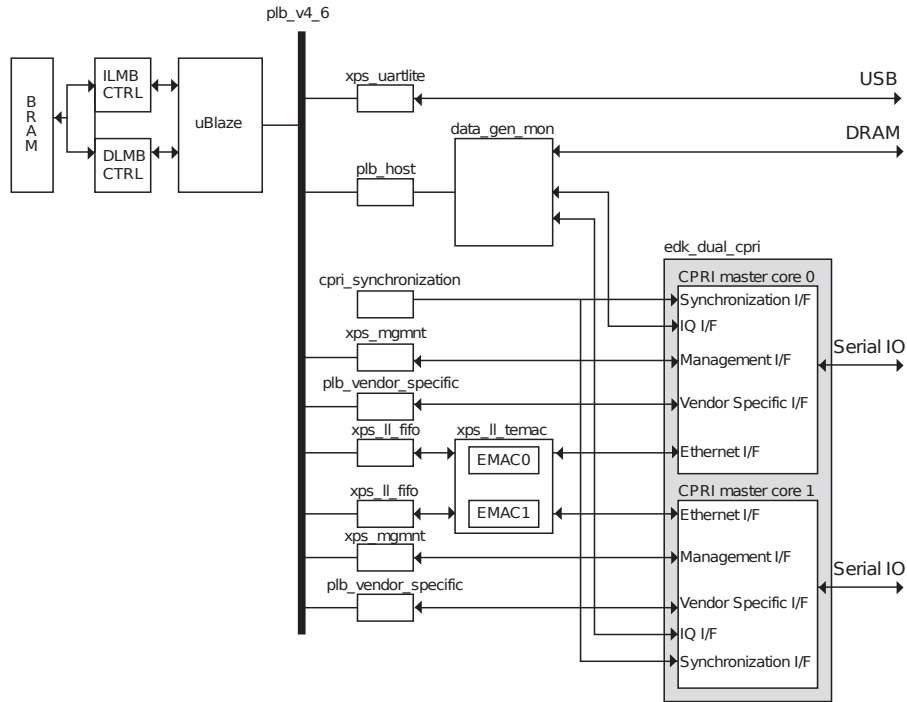 plb_v4_6
BRAM
ILMB
CTRL
DLMB
CTRL
uBlaze
xps_uartlite
USB
data_gen_mon
DRAM
plb_host
edk_dual_cpri
cpri_synchronization
CPRI master core 0
Synchronization I/F
IQ I/F
xps_mgmnt
Management I/F
Serial IO
plb_vendor_specific
Vendor Specific I/F
xps_ll_fifo
xps_ll_temac
EMAC0
Ethernet I/F
xps_ll_fifo
EMAC1
CPRI master core 1
Ethernet I/F
xps_mgmnt
Management I/F
Serial IO
plb_vendor_specific
Vendor Specific I/F
IQ I/F
Synchronization I/F